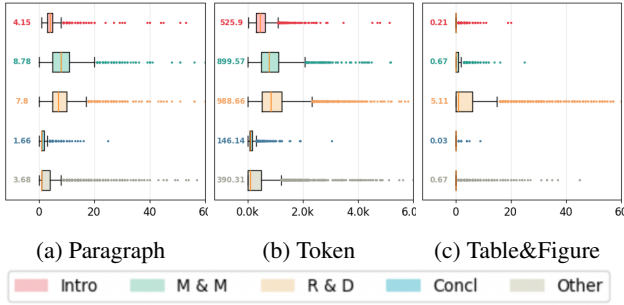 4.15 525.9 0.21
8.78 899.57 0.67
7.8 988.66 5.11
1.66 146.14 0.03
3.68 390.31 0.67
0 20 40 60 0.0k 2.0k 4.0k 6.0 0 20 40 60
(a) Paragraph (b) Token (c) Table&Figure
Intro M & M R & D Concl Other